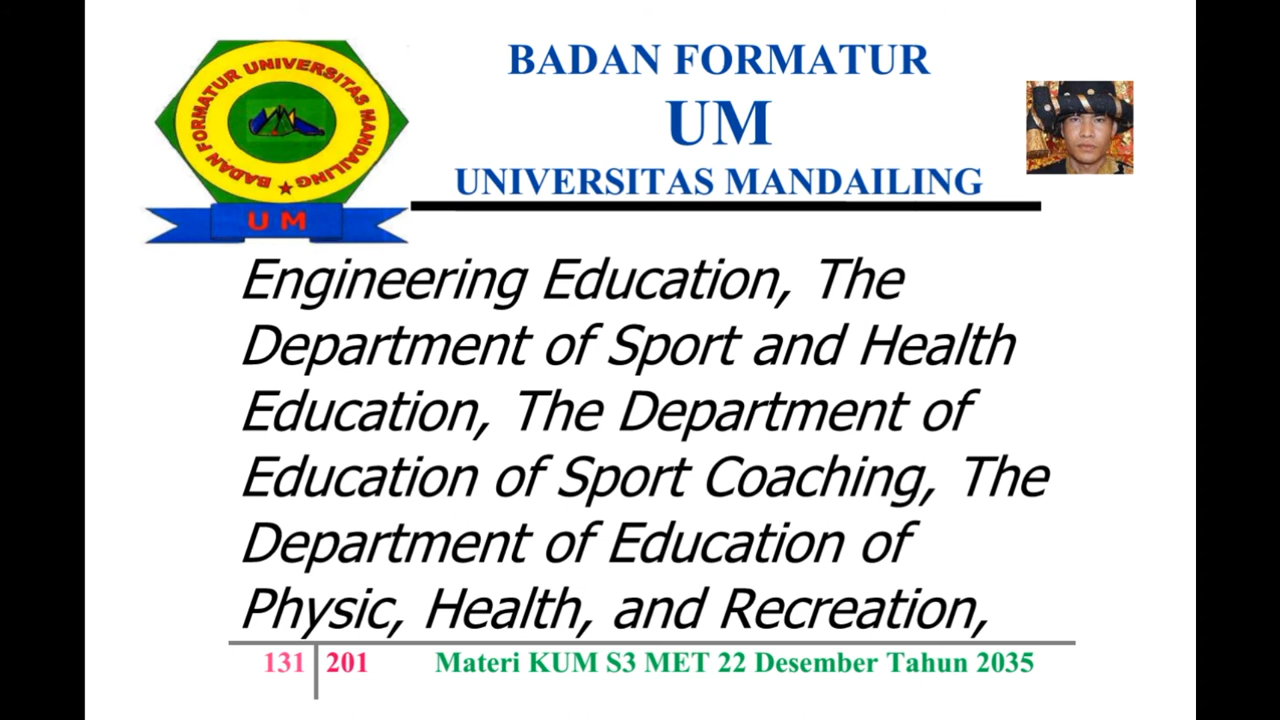 BADAN FORMATUR UNIVERSITAS MANDAILING
U M
BADAN FORMATUR
UM
UNIVERSITAS MANDAILING
Engineering Education, The
Department of Sport and Health
Education, The Department of
Education of Sport Coaching, The
Department of Education of
Physic, Health, and Recreation,
131 201 Materi KUM S3 MET 22 Desember Tahun 2035